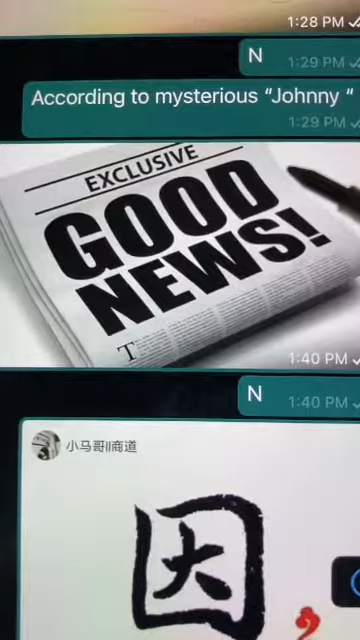 1:28 PM
N
1:29 PM
According to mysterious “Johnny “
1:29 PM
EXCLUSIVE
GOOD
NEWS!
T
1:40 PM
N
1:40 PM
小马哥||商道
因